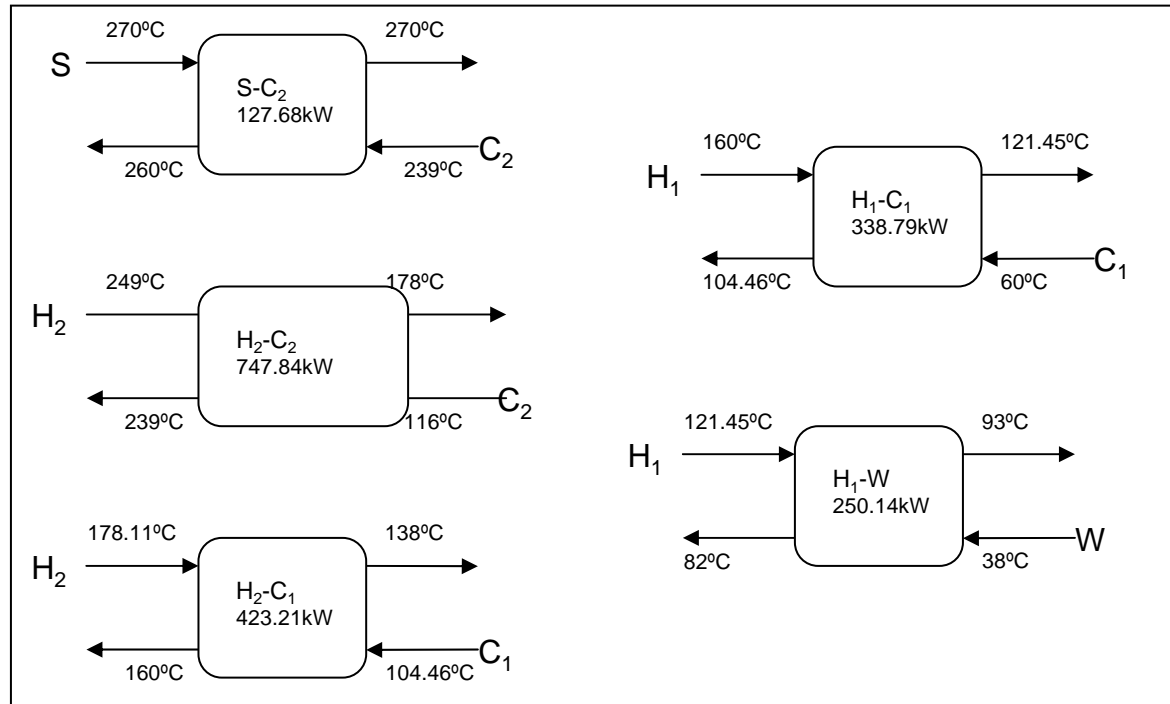 270ºC 270ºC
S
S-C₂
127.68kW
260ºC 239ºC
C₂
249ºC 178ºC
H₂
H₂-C₂
747.84kW
239ºC 116ºC
C₂
178.11ºC 138ºC
H₂
H₂-C₁
423.21kW
160ºC 104.46ºC
C₁
160ºC 121.45ºC
H₁
H₁-C₁
338.79kW
104.46ºC 60ºC
C₁
121.45ºC 93ºC
H₁
H₁-W
250.14kW
82ºC 38ºC
W